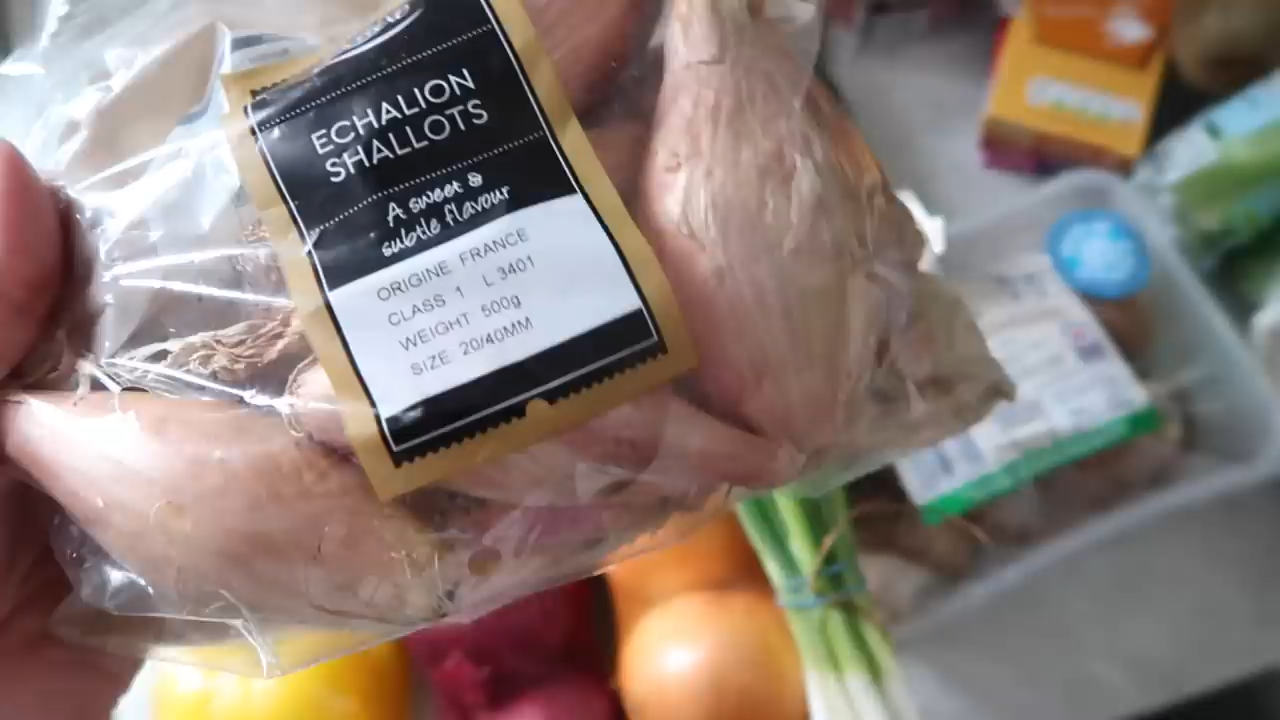 ECHALION
SHALLOTS
A sweet &
subtle flavour
ORIGINE FRANCE
CLASS 1 L 3401
WEIGHT 500g
SIZE 20/40MM